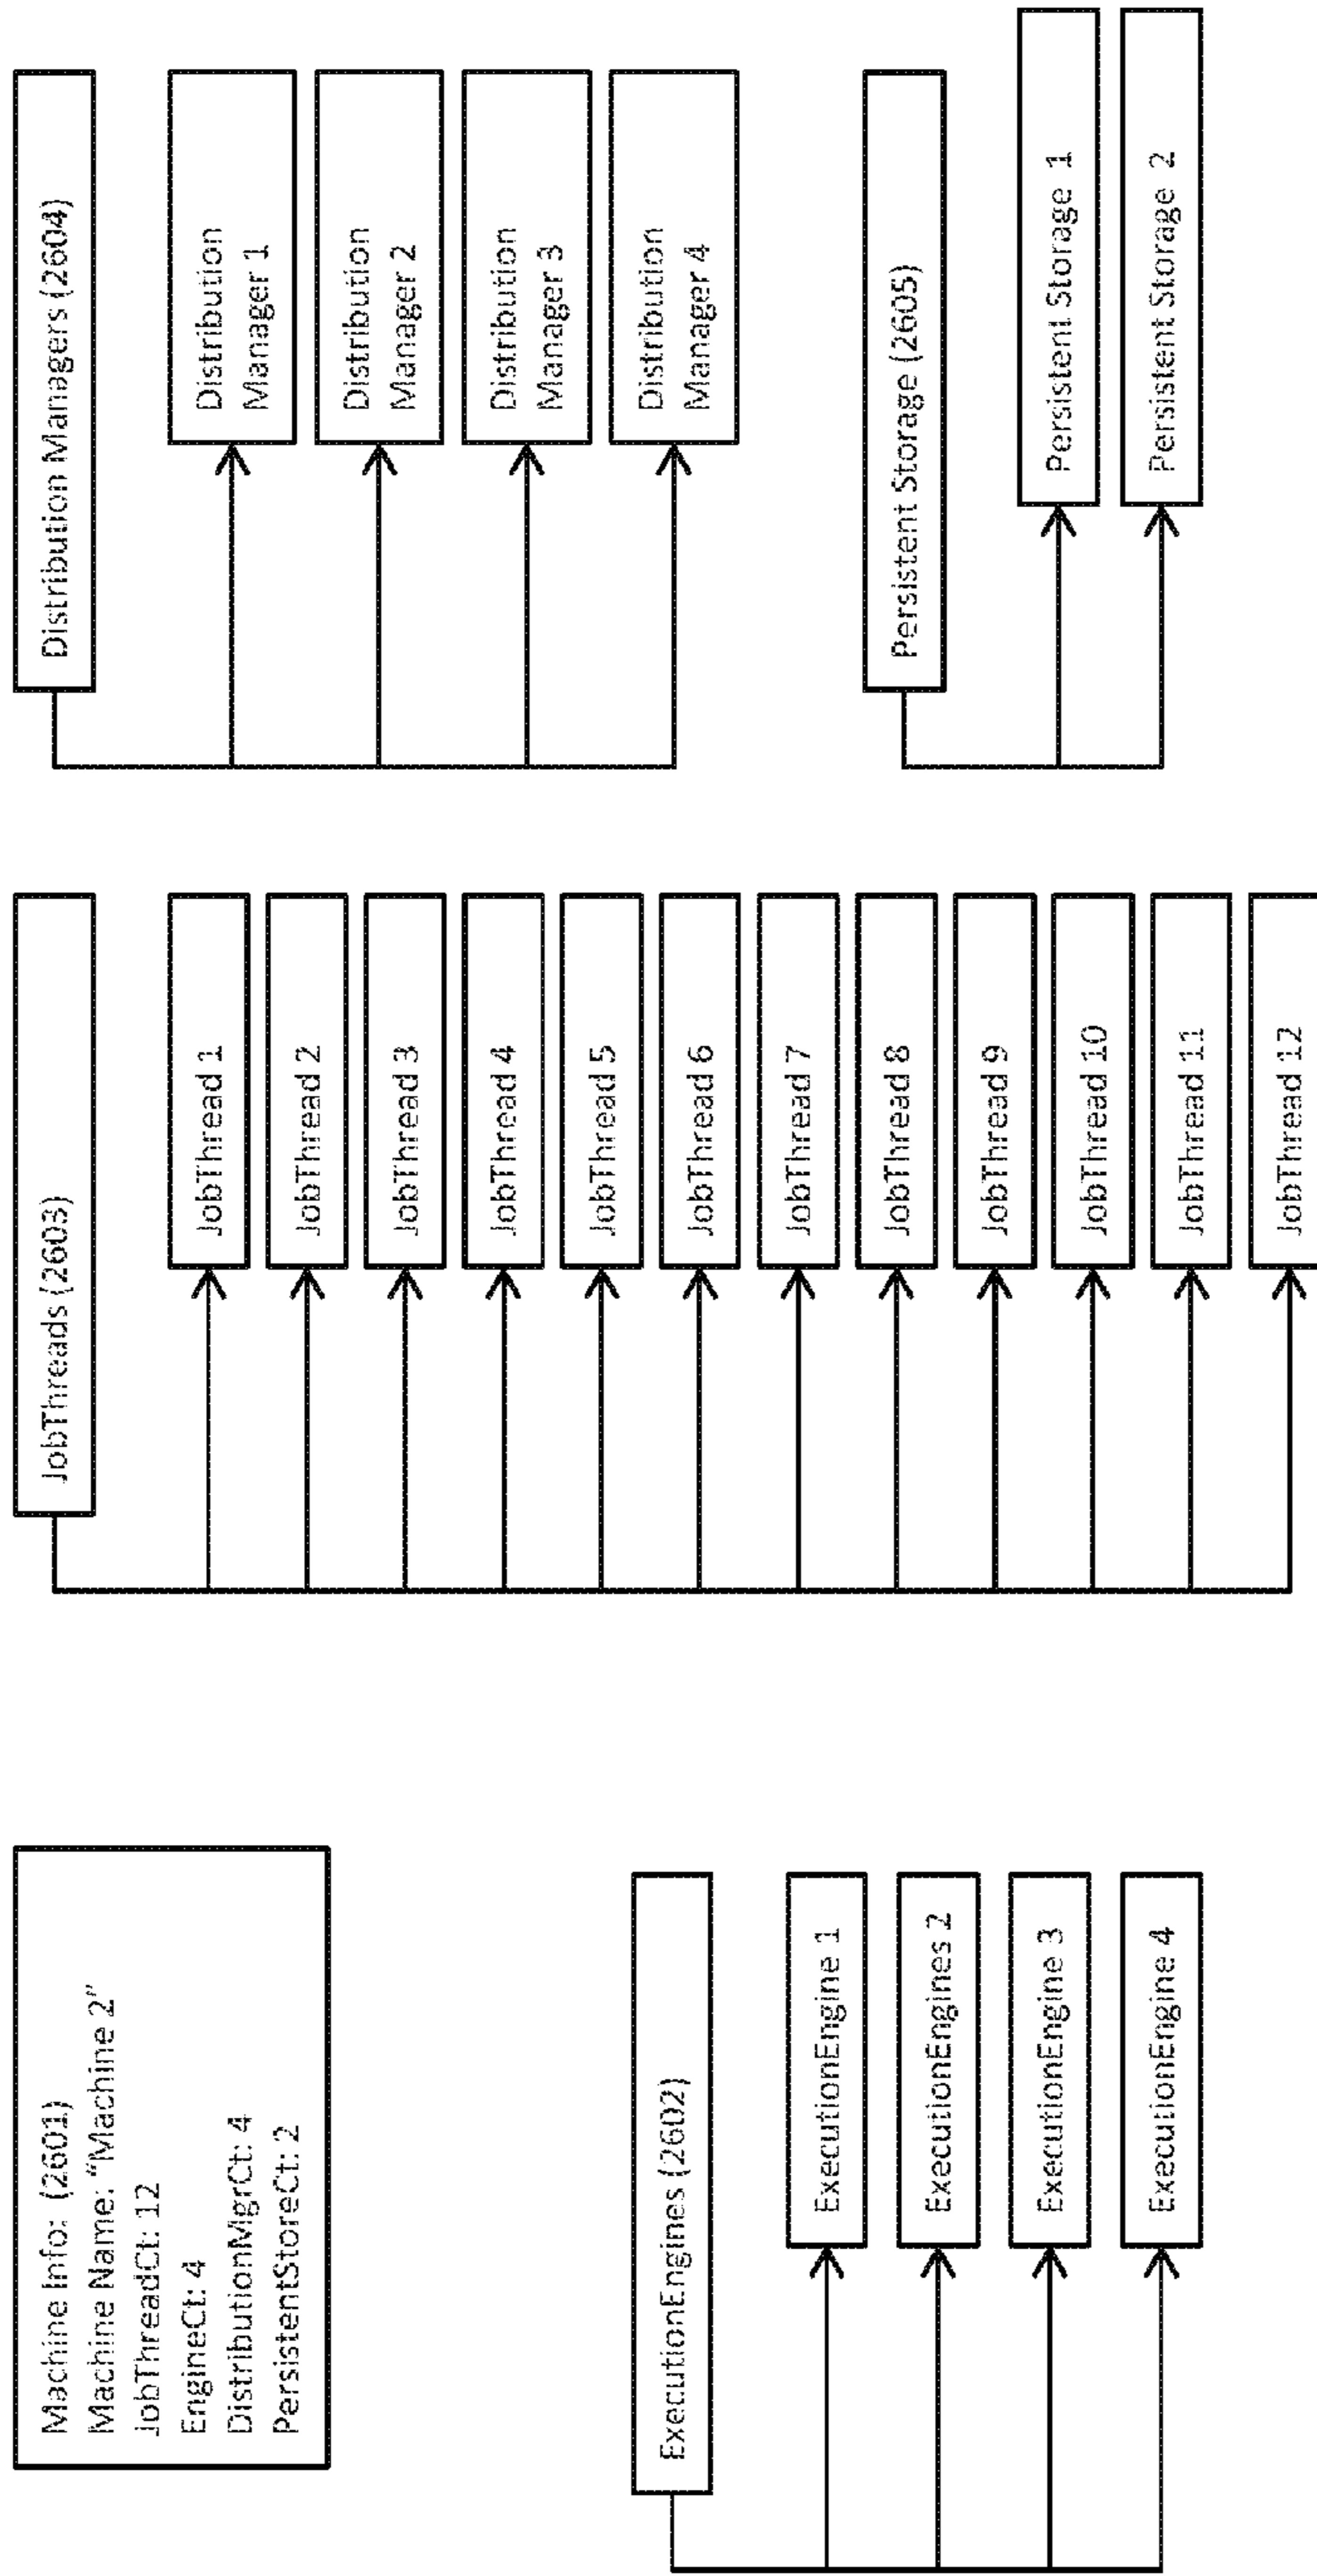 Machine Info: (2601)
Machine Name: “Machine 2”
JobThreadCt: 12
EngineCt: 4
DistributionMgrCt: 4
PersistentStoreCt: 2
ExecutionEngines (2602)
ExecutionEngine 1
ExecutionEngines 2
ExecutionEngine 3
ExecutionEngine 4
JobThreads (2603)
JobThread 1
JobThread 2
JobThread 3
JobThread 4
JobThread 5
JobThread 6
JobThread 7
JobThread 8
JobThread 9
JobThread 10
JobThread 11
JobThread 12
Distribution Managers (2604)
Distribution
Manager 1
Distribution
Manager 2
Distribution
Manager 3
Distribution
Manager 4
Persistent Storage (2605)
Persistent Storage 1
Persistent Storage 2